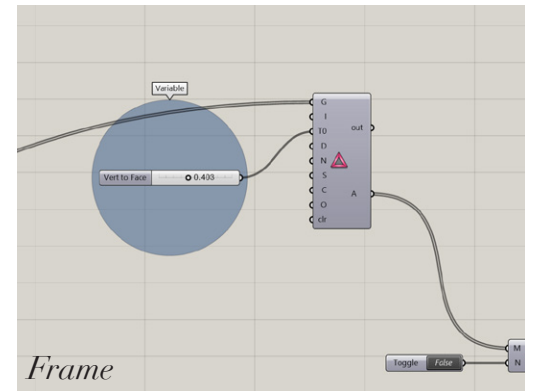 Variable
G
I
T0
out
D
N
Vert to Face
0.403
S
C
A
O
clr
M
Toggle
False
N
Frame